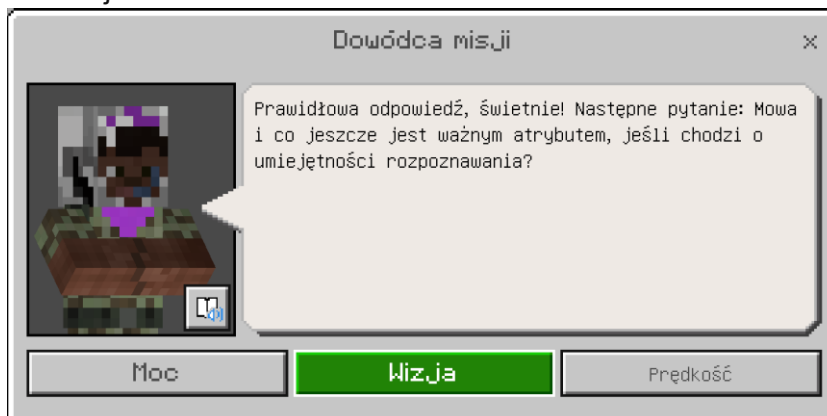 Dowódca misji
x
Prawidłowa odpowiedź, świetnie! Następne pytanie: Mowa
i co jeszcze jest ważnym atrybutem, jeśli chodzi o
umiejętności rozpoznawania?
Moc
Wizja
Prędkość